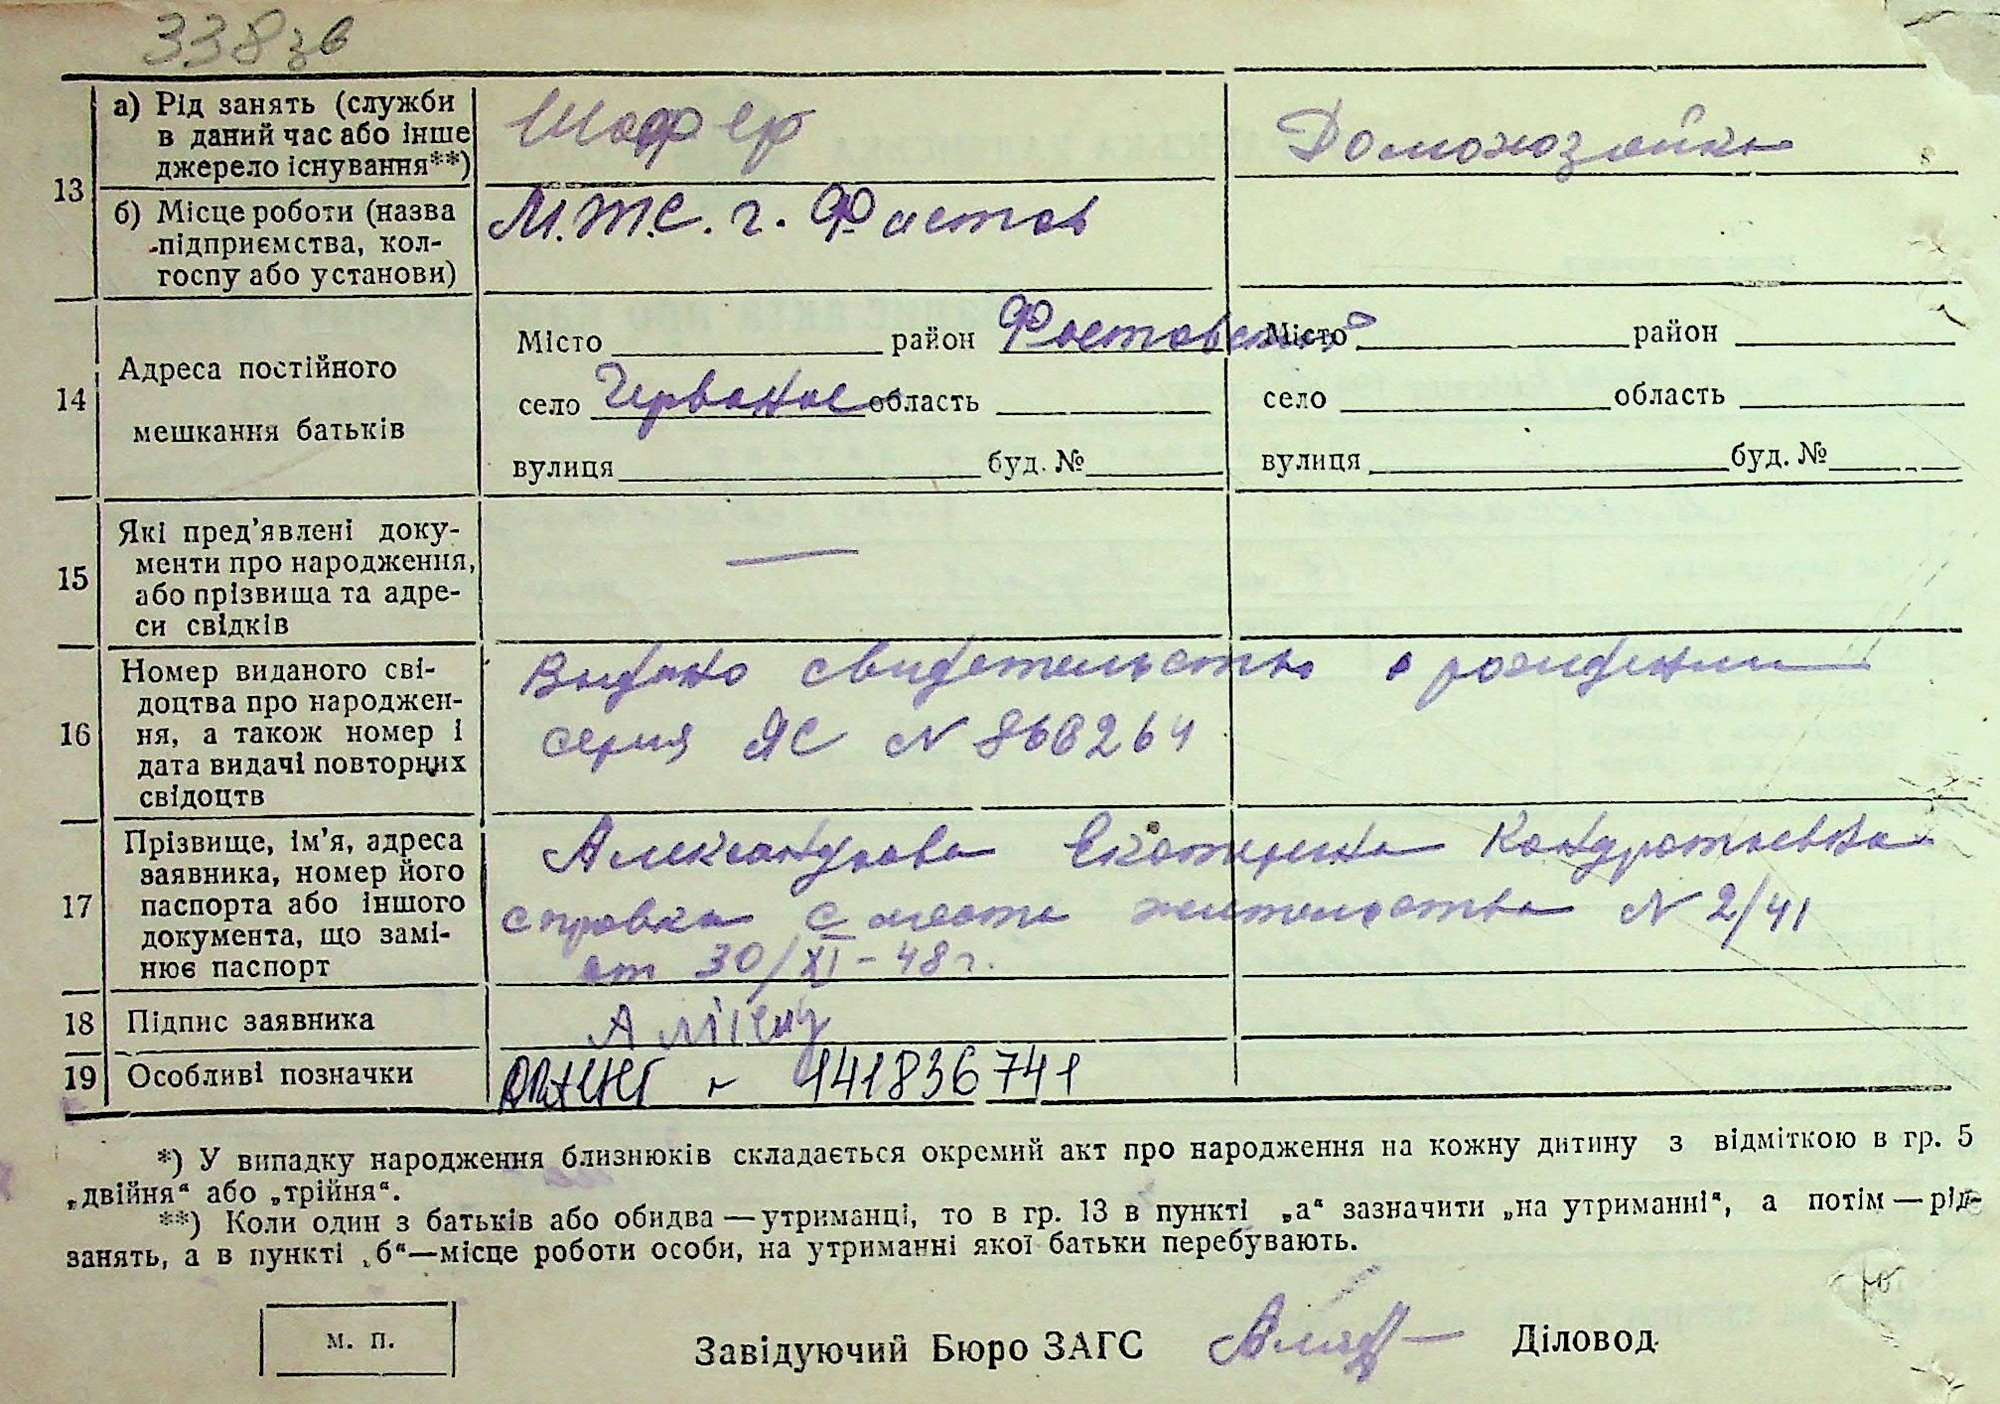 338 зв
13
а) Рід занять (служби
в даний час або інше
джерело існування**)
Шофер
Домохозяйка
б) Місце роботи (назва
підприємства, кол-
госпу або установи)
М.Т.С. г. Фастов
14
Адреса постійного
мешкання батьків
Місто район Фастовский
село Червоное область
вулиця буд. №
Місто район
село область
вулиця буд. №
15
Які пред'явлені доку-
менти про народження,
або прізвища та адре-
си свідків
—
16
Номер виданого сві-
доцтва про народжен-
ня, а також номер і
дата видачі повторних
свідоцтв
Выдано свидетельство о рождении
серия ЯС N 868264
17
Прізвище, ім'я, адреса
заявника, номер його
паспорта або іншого
документа, що замі-
нює паспорт
Александрова Екатерина Кондратьевна
справка с места жительства N 2/41
от 30/XI-48 г.
18
Підпис заявника
19
Особливі позначки
141836741
*) У випадку народження близнюків складається окремий акт про народження на кожну дитину з відміткою в гр. 5
„двійня“ або „трійня“.
**) Коли один з батьків або обидва — утриманці, то в гр. 13 в пункті „а“ зазначити „на утриманні“, а потім — рід
занять, а в пункті „б“—місце роботи особи, на утриманні якої батьки перебувають.
м. п.
Завідуючий Бюро ЗАГС
Діловод